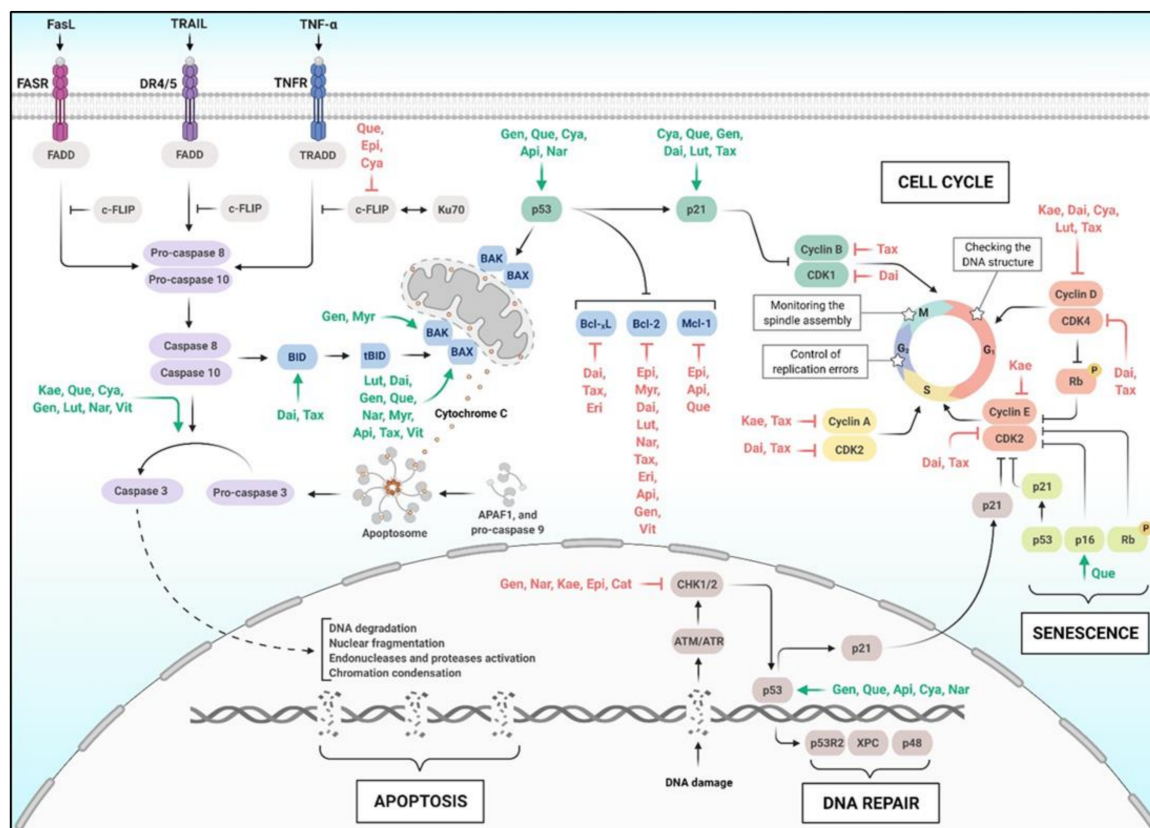 FasL
TRAIL
TNF-α
FASR
DR4/5
TNFR
FADD
FADD
TRADD
Que,
Epi,
Cya
c-FLIP
c-FLIP
c-FLIP
Ku70
Pro-caspase 8
Pro-caspase 10
Caspase 8
Caspase 10
BID
tBID
Dai, Tax
Kae, Que, Cya,
Gen, Lut, Nar, Vit
Caspase 3
Pro-caspase 3
Gen, Myr
BAK
BAX
BAK
BAX
Lut, Dai,
Gen, Que,
Nar, Myr,
Api, Tax, Vit
Cytochrome C
Apoptosome
APAF1, and
pro-caspase 9
Gen, Que, Cya,
Api, Nar
p53
Cya, Que, Gen,
Dai, Lut, Tax
p21
Bcl-xL
Bcl-2
Mcl-1
Dai,
Tax,
Eri
Epi,
Myr,
Dai,
Lut,
Nar,
Tax,
Eri,
Api,
Gen,
Vit
Epi,
Api,
Que
CELL CYCLE
Cyclin B
CDK1
Tax
Dai
Checking the
DNA structure
Monitoring the
spindle assembly
Control of
replication errors
M
G1
G2
S
Kae, Dai, Cya,
Lut, Tax
Cyclin D
CDK4
Dai,
Tax
Rb
P
Kae
Cyclin E
CDK2
Dai, Tax
Kae, Tax
Dai, Tax
Cyclin A
CDK2
p21
p21
p53
p16
Rb
P
Que
SENESCENCE
Gen, Nar, Kae, Epi, Cat
CHK1/2
ATM/ATR
p21
p53
Gen, Que, Api, Cya, Nar
DNA degradation
Nuclear fragmentation
Endonucleases and proteases activation
Chromation condensation
p53R2
XPC
p48
DNA damage
APOPTOSIS
DNA REPAIR